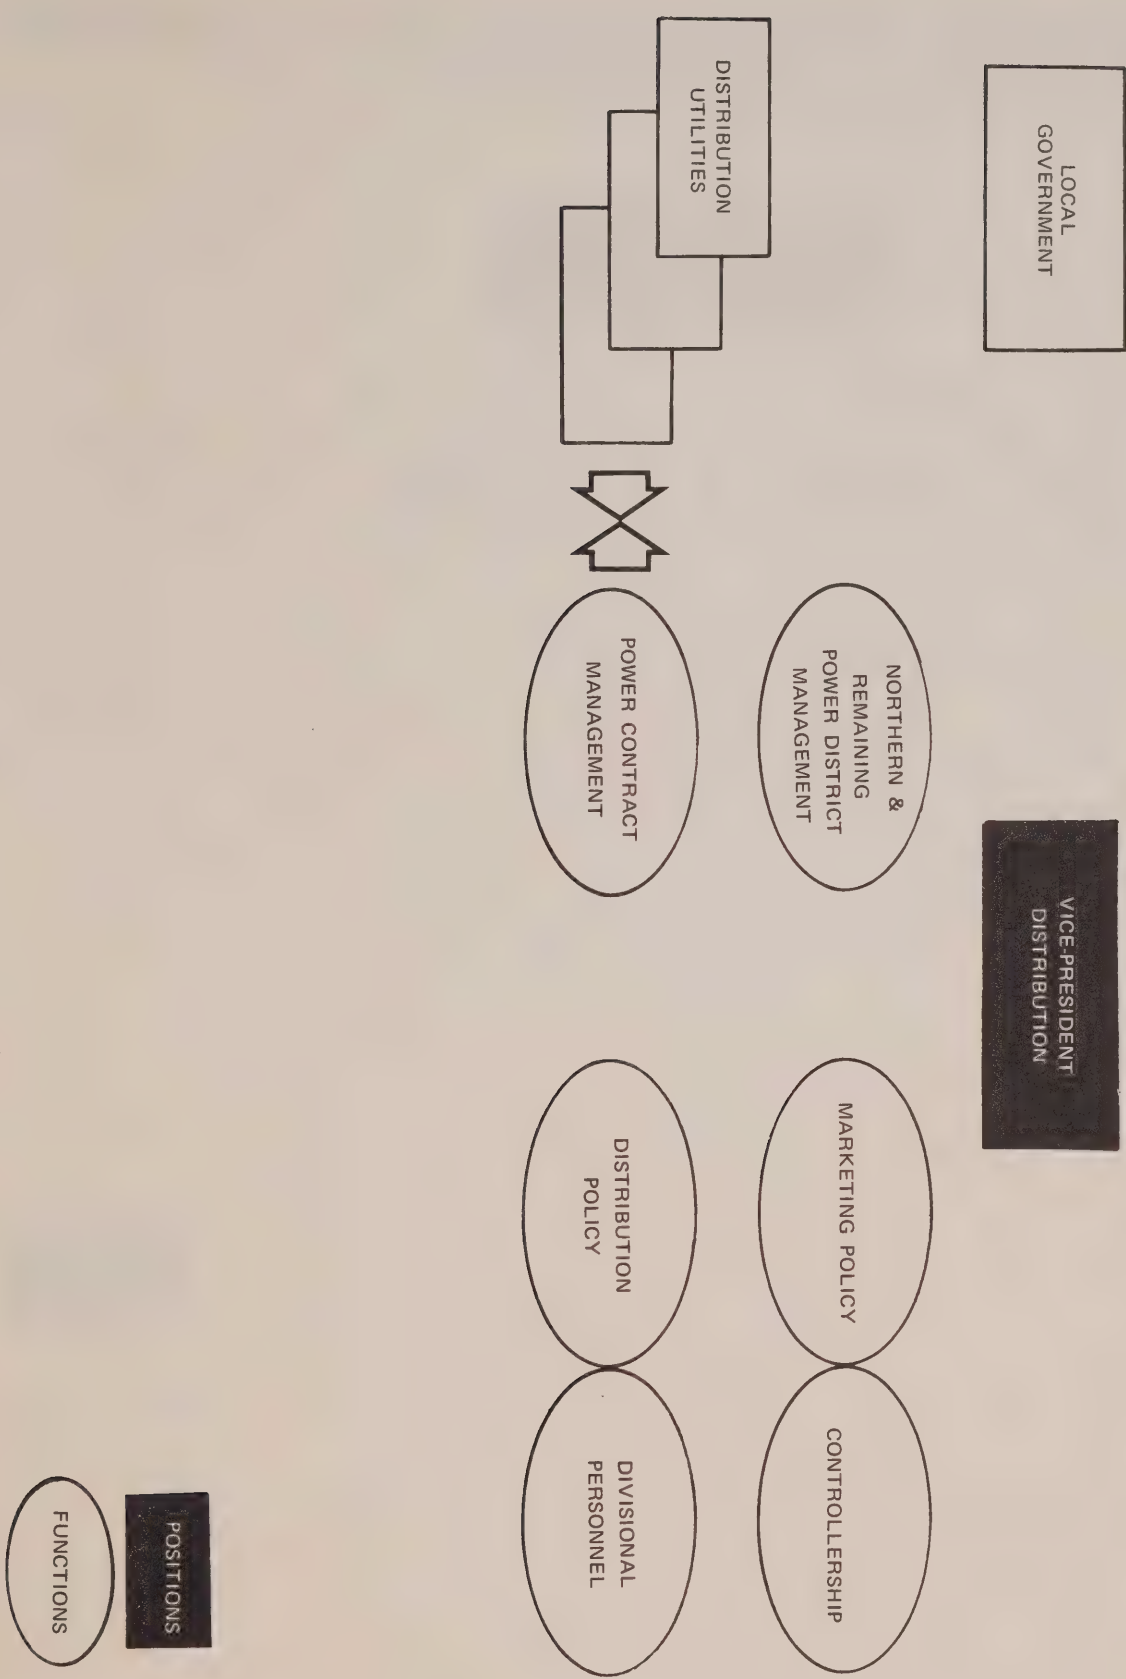 LOCAL
GOVERNMENT
VICE-PRESIDENT
DISTRIBUTION
DISTRIBUTION
UTILITIES
NORTHERN &
REMAINING
POWER DISTRICT
MANAGEMENT
MARKETING POLICY
CONTROLLERSHIP
POWER CONTRACT
MANAGEMENT
DISTRIBUTION
POLICY
DIVISIONAL
PERSONNEL
POSITIONS
FUNCTIONS